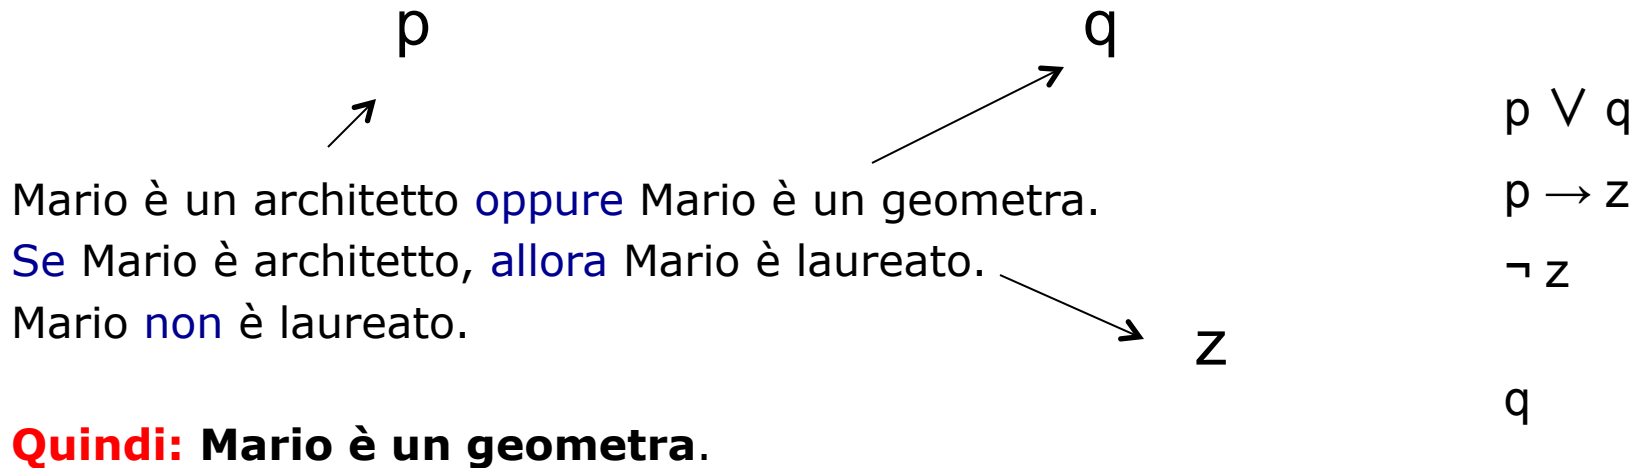 p
q
p ∨ q
Mario è un architetto oppure Mario è un geometra.
p → z
Se Mario è architetto, allora Mario è laureato.
¬ z
Mario non è laureato.
z
q
Quindi: Mario è un geometra.